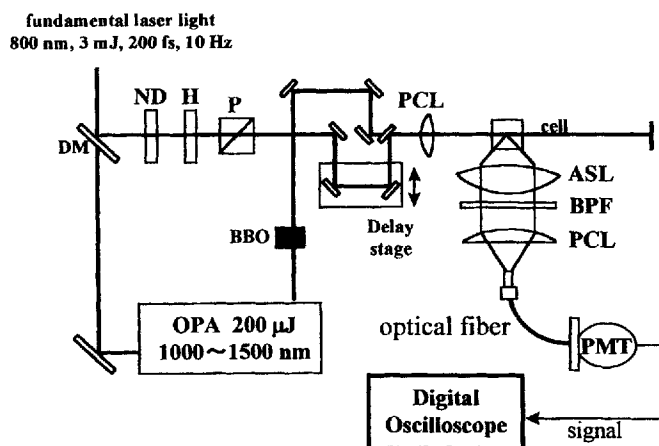 fundamental laser light
800 nm, 3 mJ, 200 fs, 10 Hz
ND
H
P
PCL
DM
cell
ASL
BPF
PCL
Delay
stage
BBO
OPA 200 μJ
1000～1500 nm
optical fiber
PMT
Digital
Oscilloscope
signal